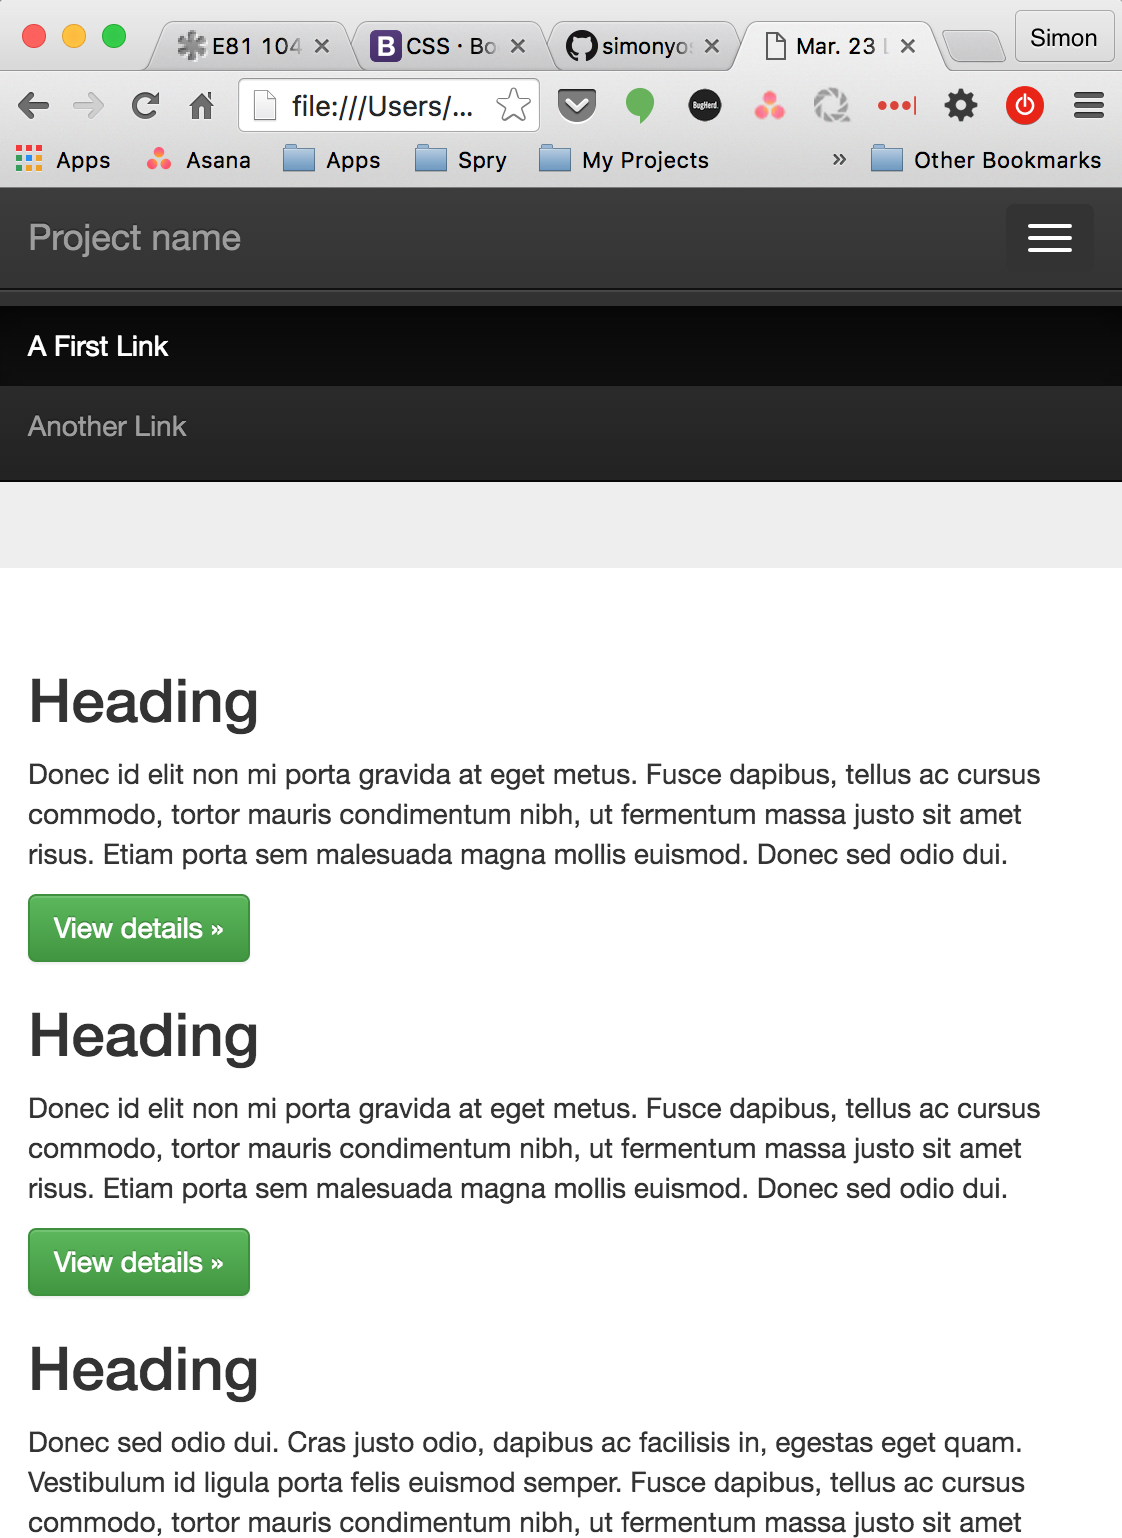 E81 104
CSS · Bo
simonyo
Mar. 23
Simon
file:///Users/...
BugHerd.
Apps
Asana
Apps
Spry
My Projects
»
Other Bookmarks
Project name
A First Link
Another Link
Heading
Donec id elit non mi porta gravida at eget metus. Fusce dapibus, tellus ac cursus
commodo, tortor mauris condimentum nibh, ut fermentum massa justo sit amet
risus. Etiam porta sem malesuada magna mollis euismod. Donec sed odio dui.
View details »
Heading
Donec id elit non mi porta gravida at eget metus. Fusce dapibus, tellus ac cursus
commodo, tortor mauris condimentum nibh, ut fermentum massa justo sit amet
risus. Etiam porta sem malesuada magna mollis euismod. Donec sed odio dui.
View details »
Heading
Donec sed odio dui. Cras justo odio, dapibus ac facilisis in, egestas eget quam.
Vestibulum id ligula porta felis euismod semper. Fusce dapibus, tellus ac cursus
commodo, tortor mauris condimentum nibh, ut fermentum massa justo sit amet